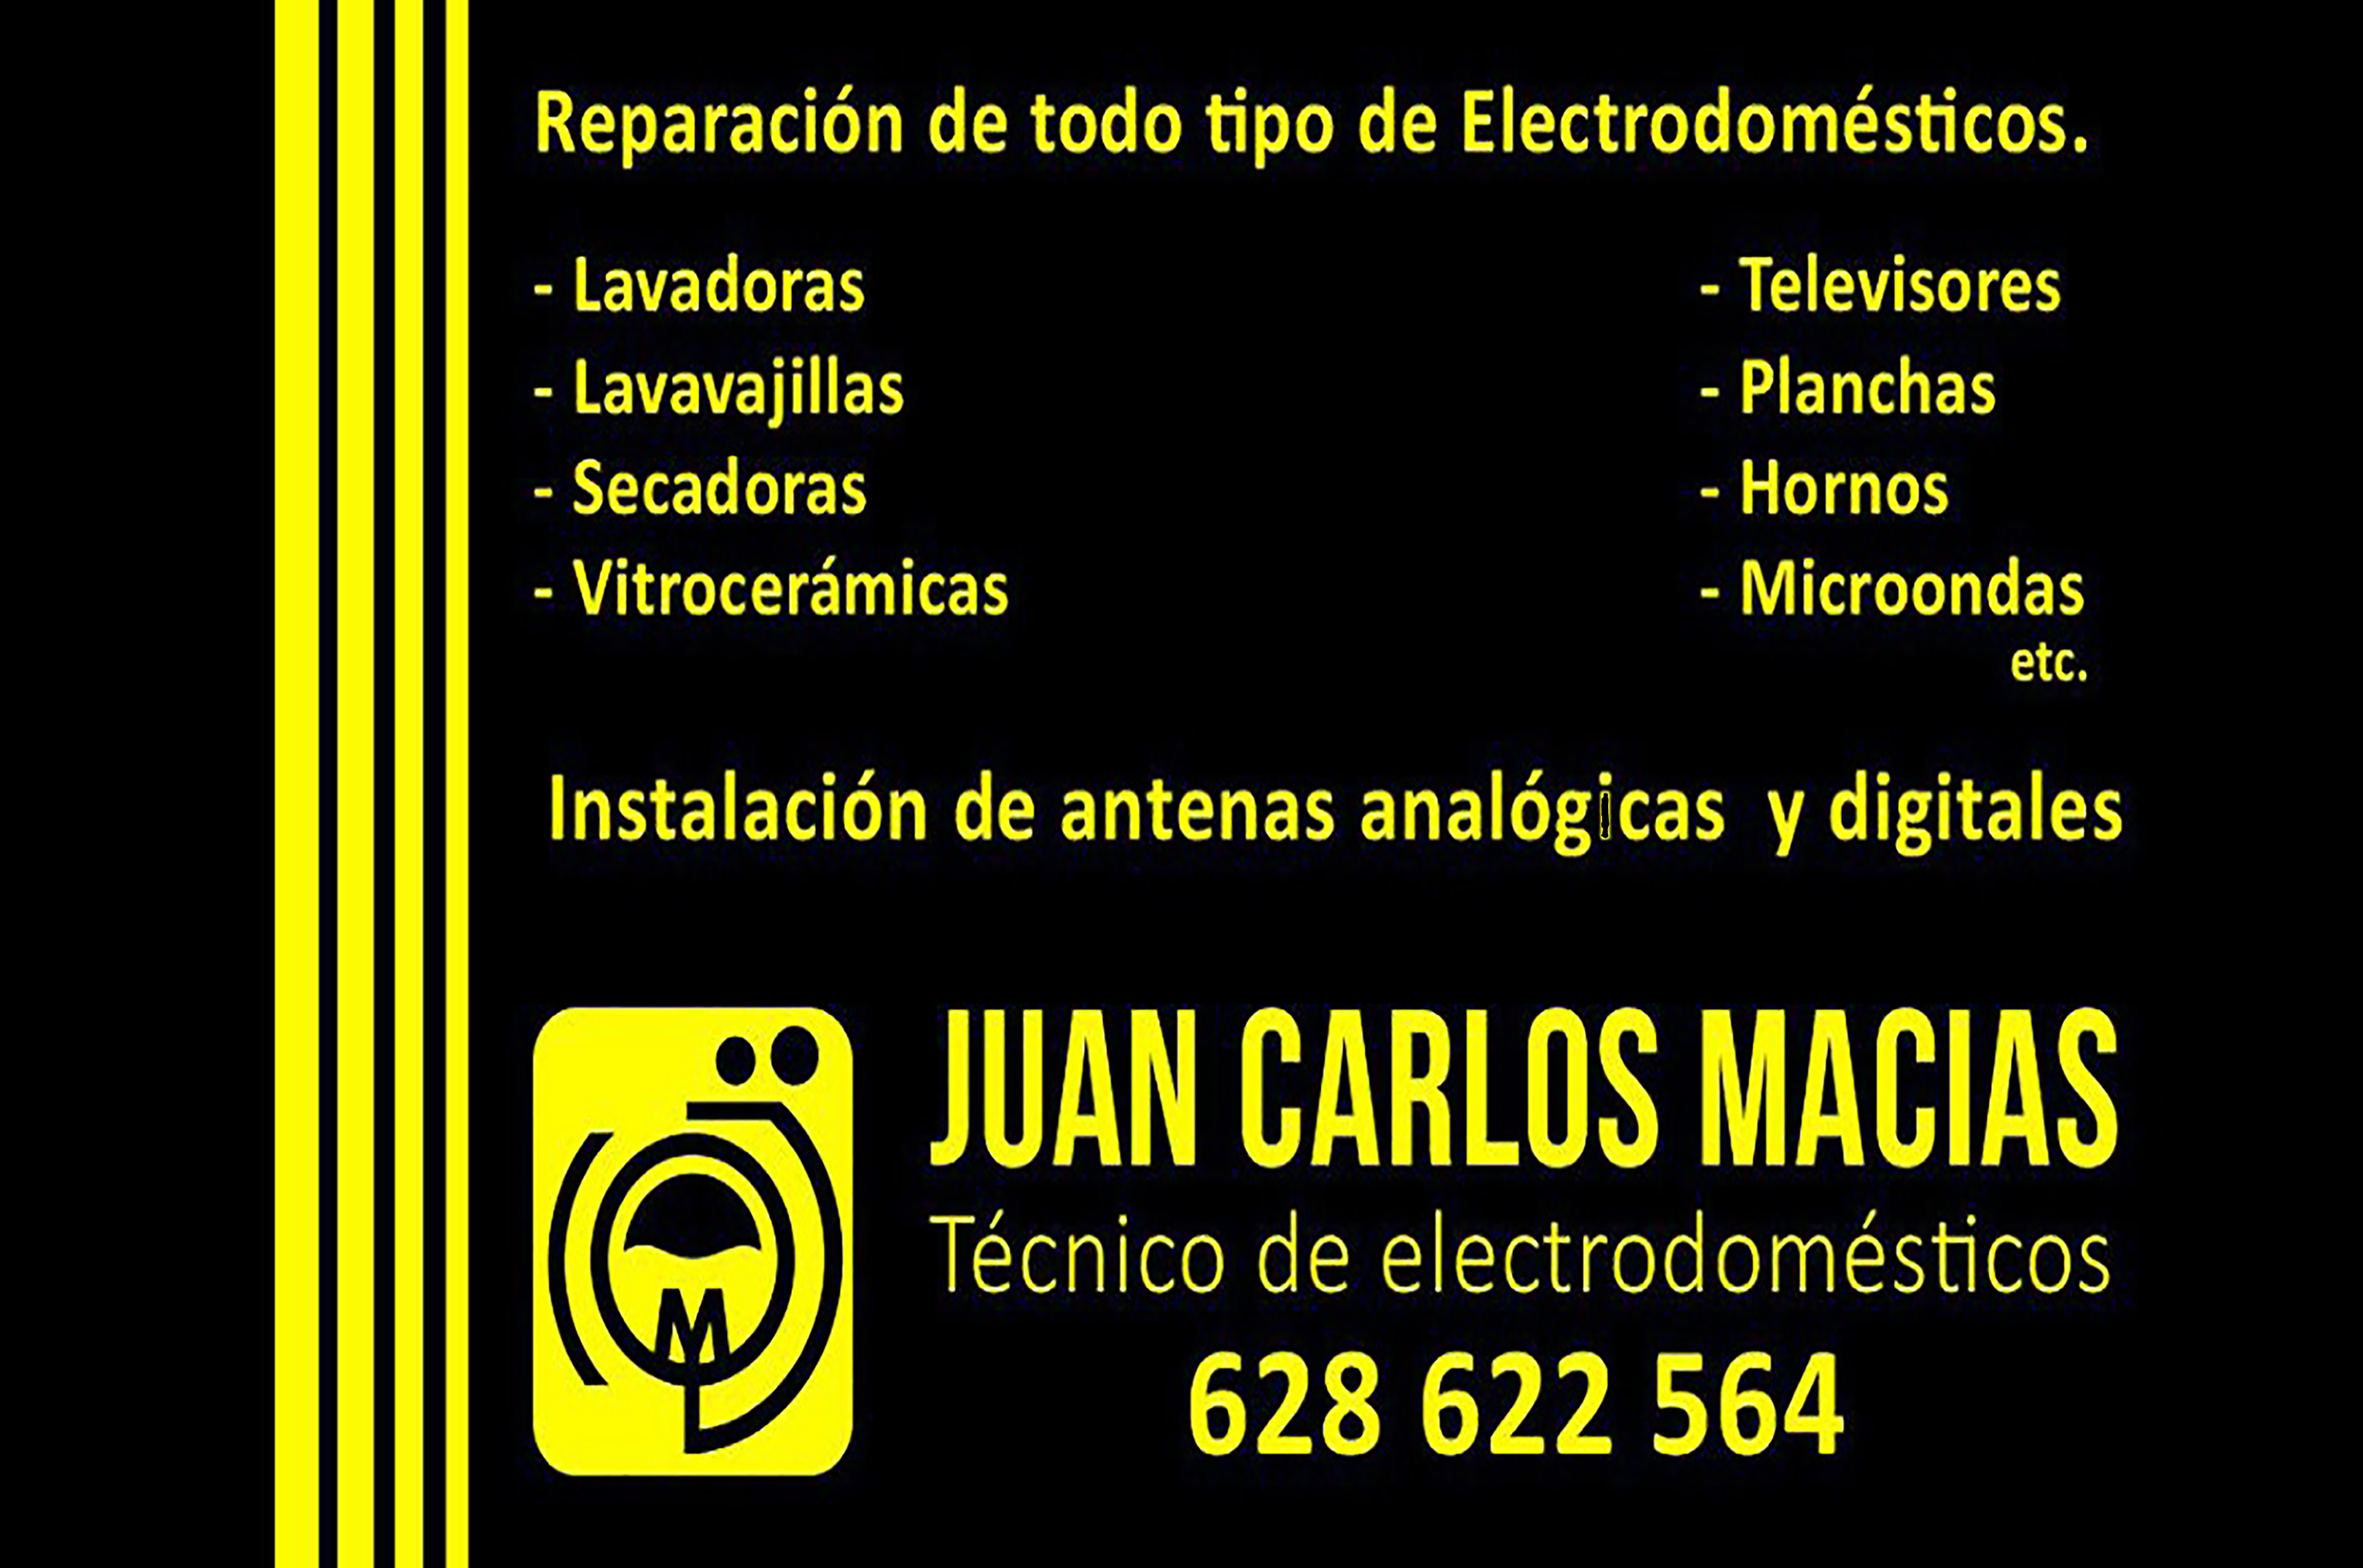 Reparación de todo tipo de Electrodomésticos.
- Lavadoras
- Lavavajillas
- Secadoras
- Vitrocerámicas
- Televisores
- Planchas
- Hornos
- Microondas
etc.
Instalación de antenas analógicas y digitales
M
JUAN CARLOS MACIAS
Técnico de electrodomésticos
628 622 564